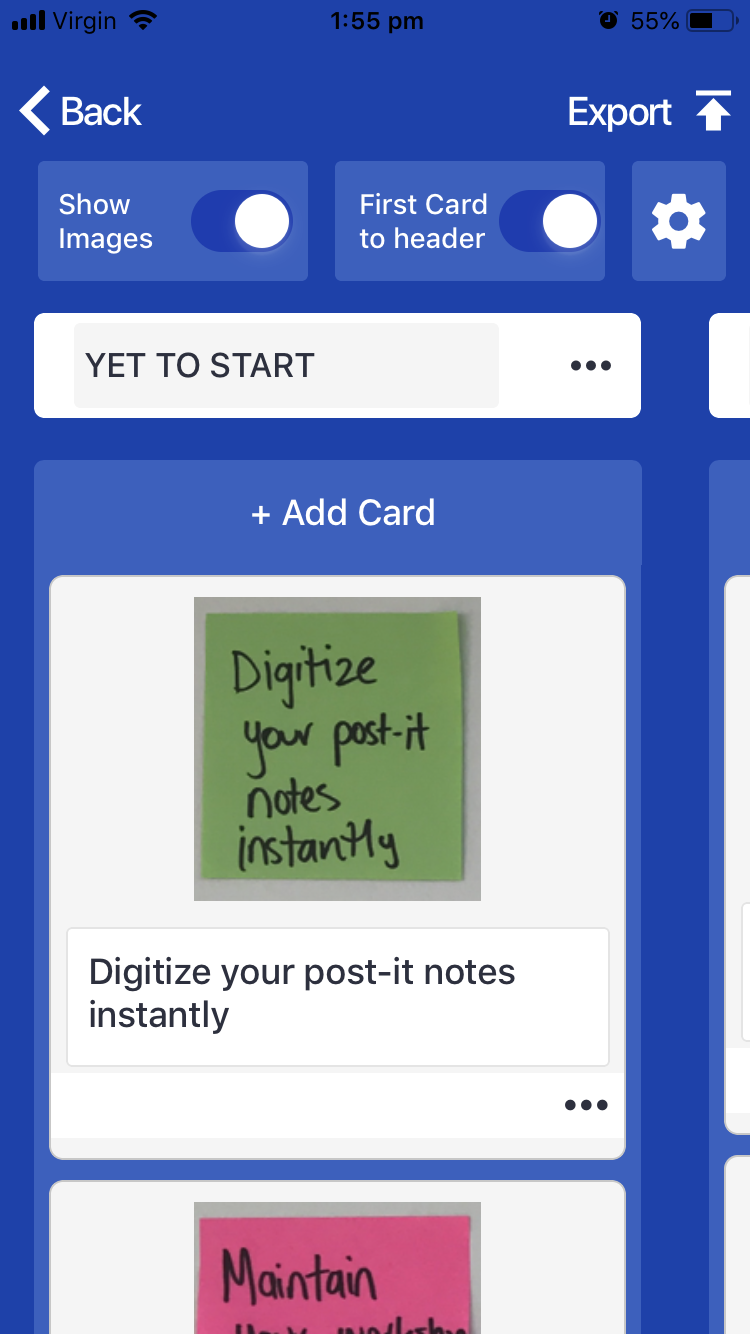 Virgin 1:55 pm 55%
Back Export
Show
Images
First Card
to header
YET TO START
+ Add Card
Digitize
your post-it
notes
instantly
Digitize your post-it notes
instantly
Maintain